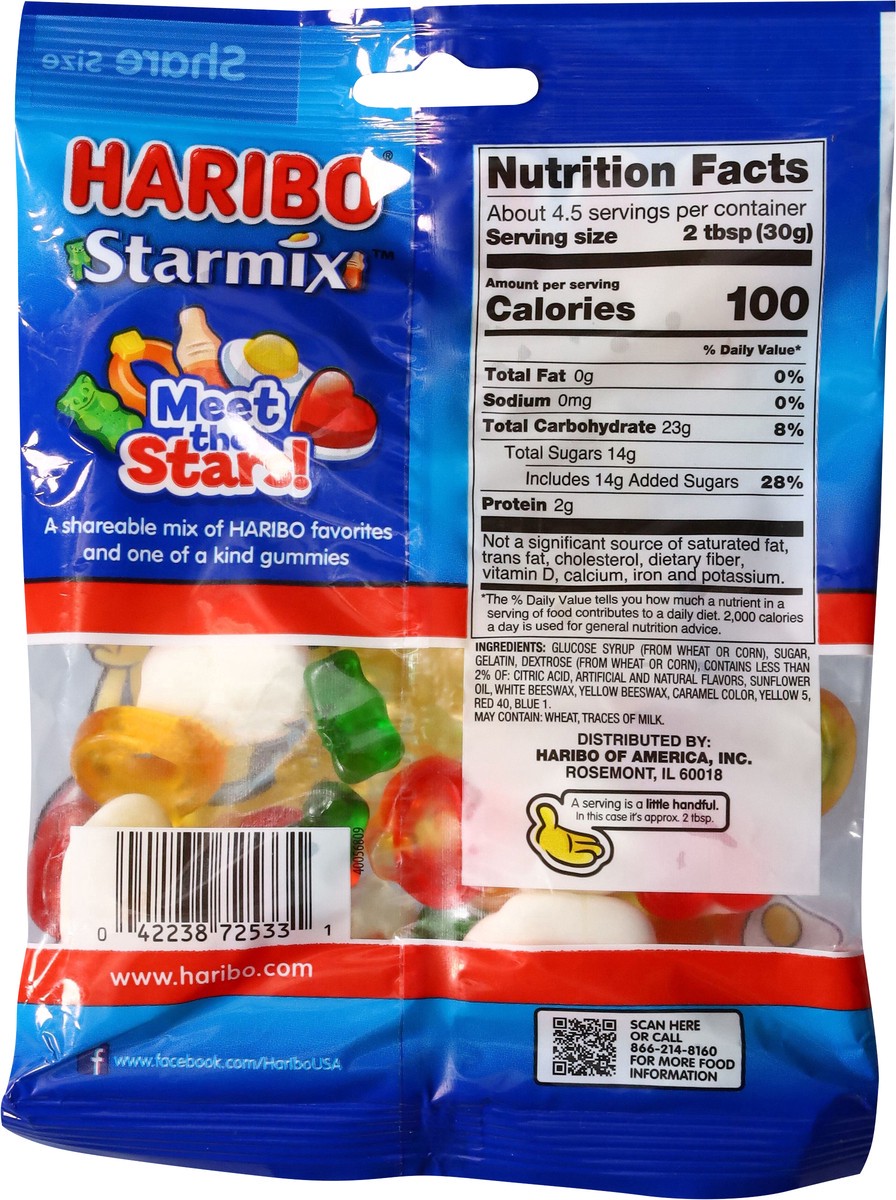 Share Size
HARIBO®
Starmix™
Meet
the
Stars!
A shareable mix of HARIBO favorites
and one of a kind gummies
Nutrition Facts
About 4.5 servings per container
Serving size 2 tbsp (30g)
Amount per serving
Calories 100
% Daily Value*
Total Fat 0g 0%
Sodium 0mg 0%
Total Carbohydrate 23g 8%
Total Sugars 14g
Includes 14g Added Sugars 28%
Protein 2g
Not a significant source of saturated fat,
trans fat, cholesterol, dietary fiber,
vitamin D, calcium, iron and potassium.
*The % Daily Value tells you how much a nutrient in a
serving of food contributes to a daily diet. 2,000 calories
a day is used for general nutrition advice.
INGREDIENTS: GLUCOSE SYRUP (FROM WHEAT OR CORN), SUGAR,
GELATIN, DEXTROSE (FROM WHEAT OR CORN), CONTAINS LESS THAN
2% OF: CITRIC ACID, ARTIFICIAL AND NATURAL FLAVORS, SUNFLOWER
OIL, WHITE BEESWAX, YELLOW BEESWAX, CARAMEL COLOR, YELLOW 5,
RED 40, BLUE 1.
MAY CONTAIN: WHEAT, TRACES OF MILK.
DISTRIBUTED BY:
HARIBO OF AMERICA, INC.
ROSEMONT, IL 60018
A serving is a little handful.
In this case it's approx. 2 tbsp.
40056809
0 42238 72533 1
www.haribo.com
f www.facebook.com/HariboUSA
SCAN HERE
OR CALL
866-214-8160
FOR MORE FOOD
INFORMATION